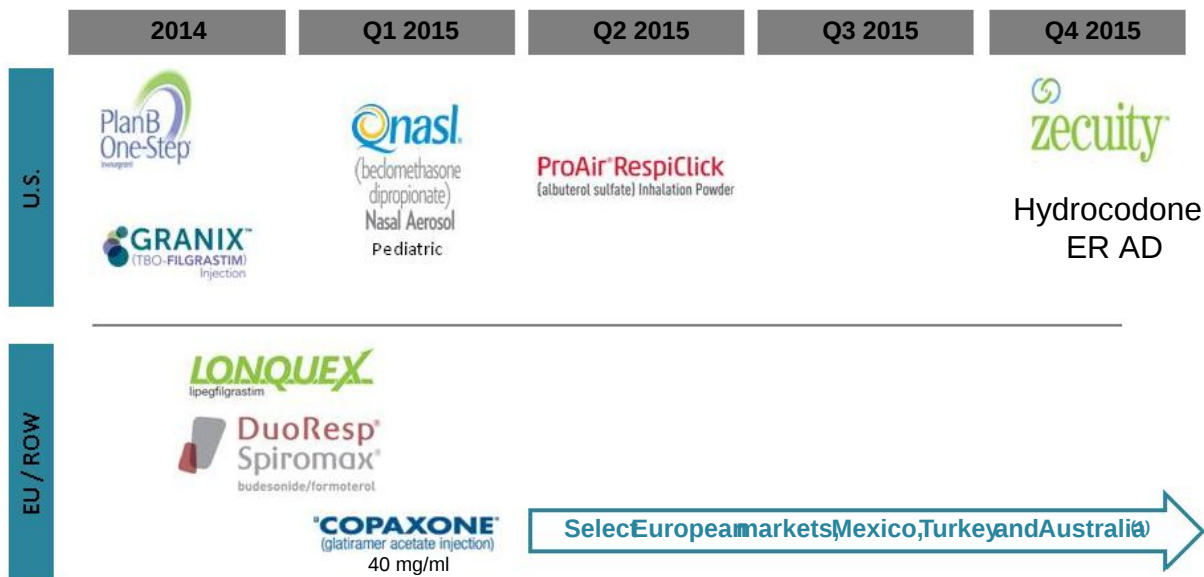 2014 Q1 2015 Q2 2015 Q3 2015 Q4 2015
U.S.
PlanB
One-Step®
GRANIX™
(TBO-FILGRASTIM)
Injection
Qnasl®
(beclomethasone
dipropionate)
Nasal Aerosol
Pediatric
ProAir® RespiClick
(albuterol sulfate) Inhalation Powder
zecuity™
Hydrocodone
ER AD
EU / ROW
LONQUEX
lipegfilgrastim
DuoResp®
Spiromax®
budesonide/formoterol
COPAXONE®
(glatiramer acetate injection)
40 mg/ml
Select European markets, Mexico, Turkey and Australia